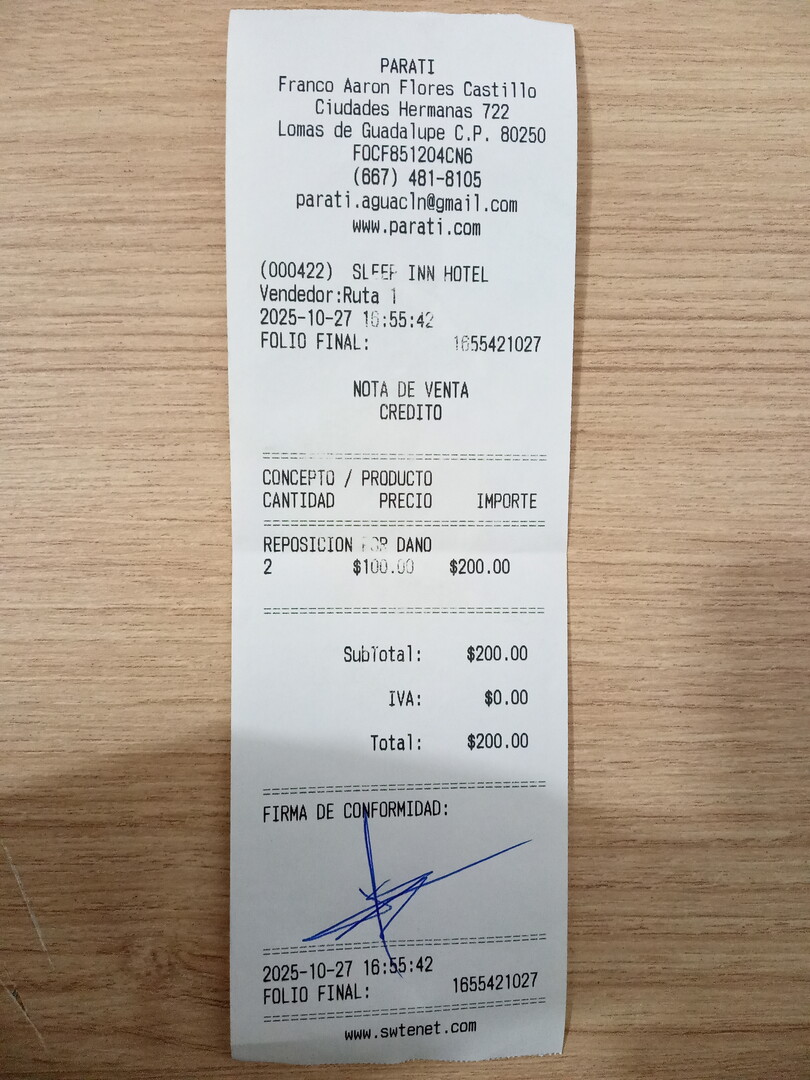 PARATI
Franco Aaron Flores Castillo
Ciudades Hermanas 722
Lomas de Guadalupe C.P. 80250
FOCF851204CN6
(667) 481-8105
parati.aguacln@gmail.com
www.parati.com
(000422) SLEEP INN HOTEL
Vendedor:Ruta 1
2025-10-27 16:55:42
FOLIO FINAL: 1655421027
NOTA DE VENTA
CREDITO
================================
CONCEPTO / PRODUCTO
CANTIDAD PRECIO IMPORTE
================================
REPOSICION POR DANO
2 $100.00 $200.00
================================
SubTotal: $200.00
IVA: $0.00
Total: $200.00
================================
FIRMA DE CONFORMIDAD:
================================
2025-10-27 16:55:42
FOLIO FINAL: 1655421027
================================
www.swtenet.com